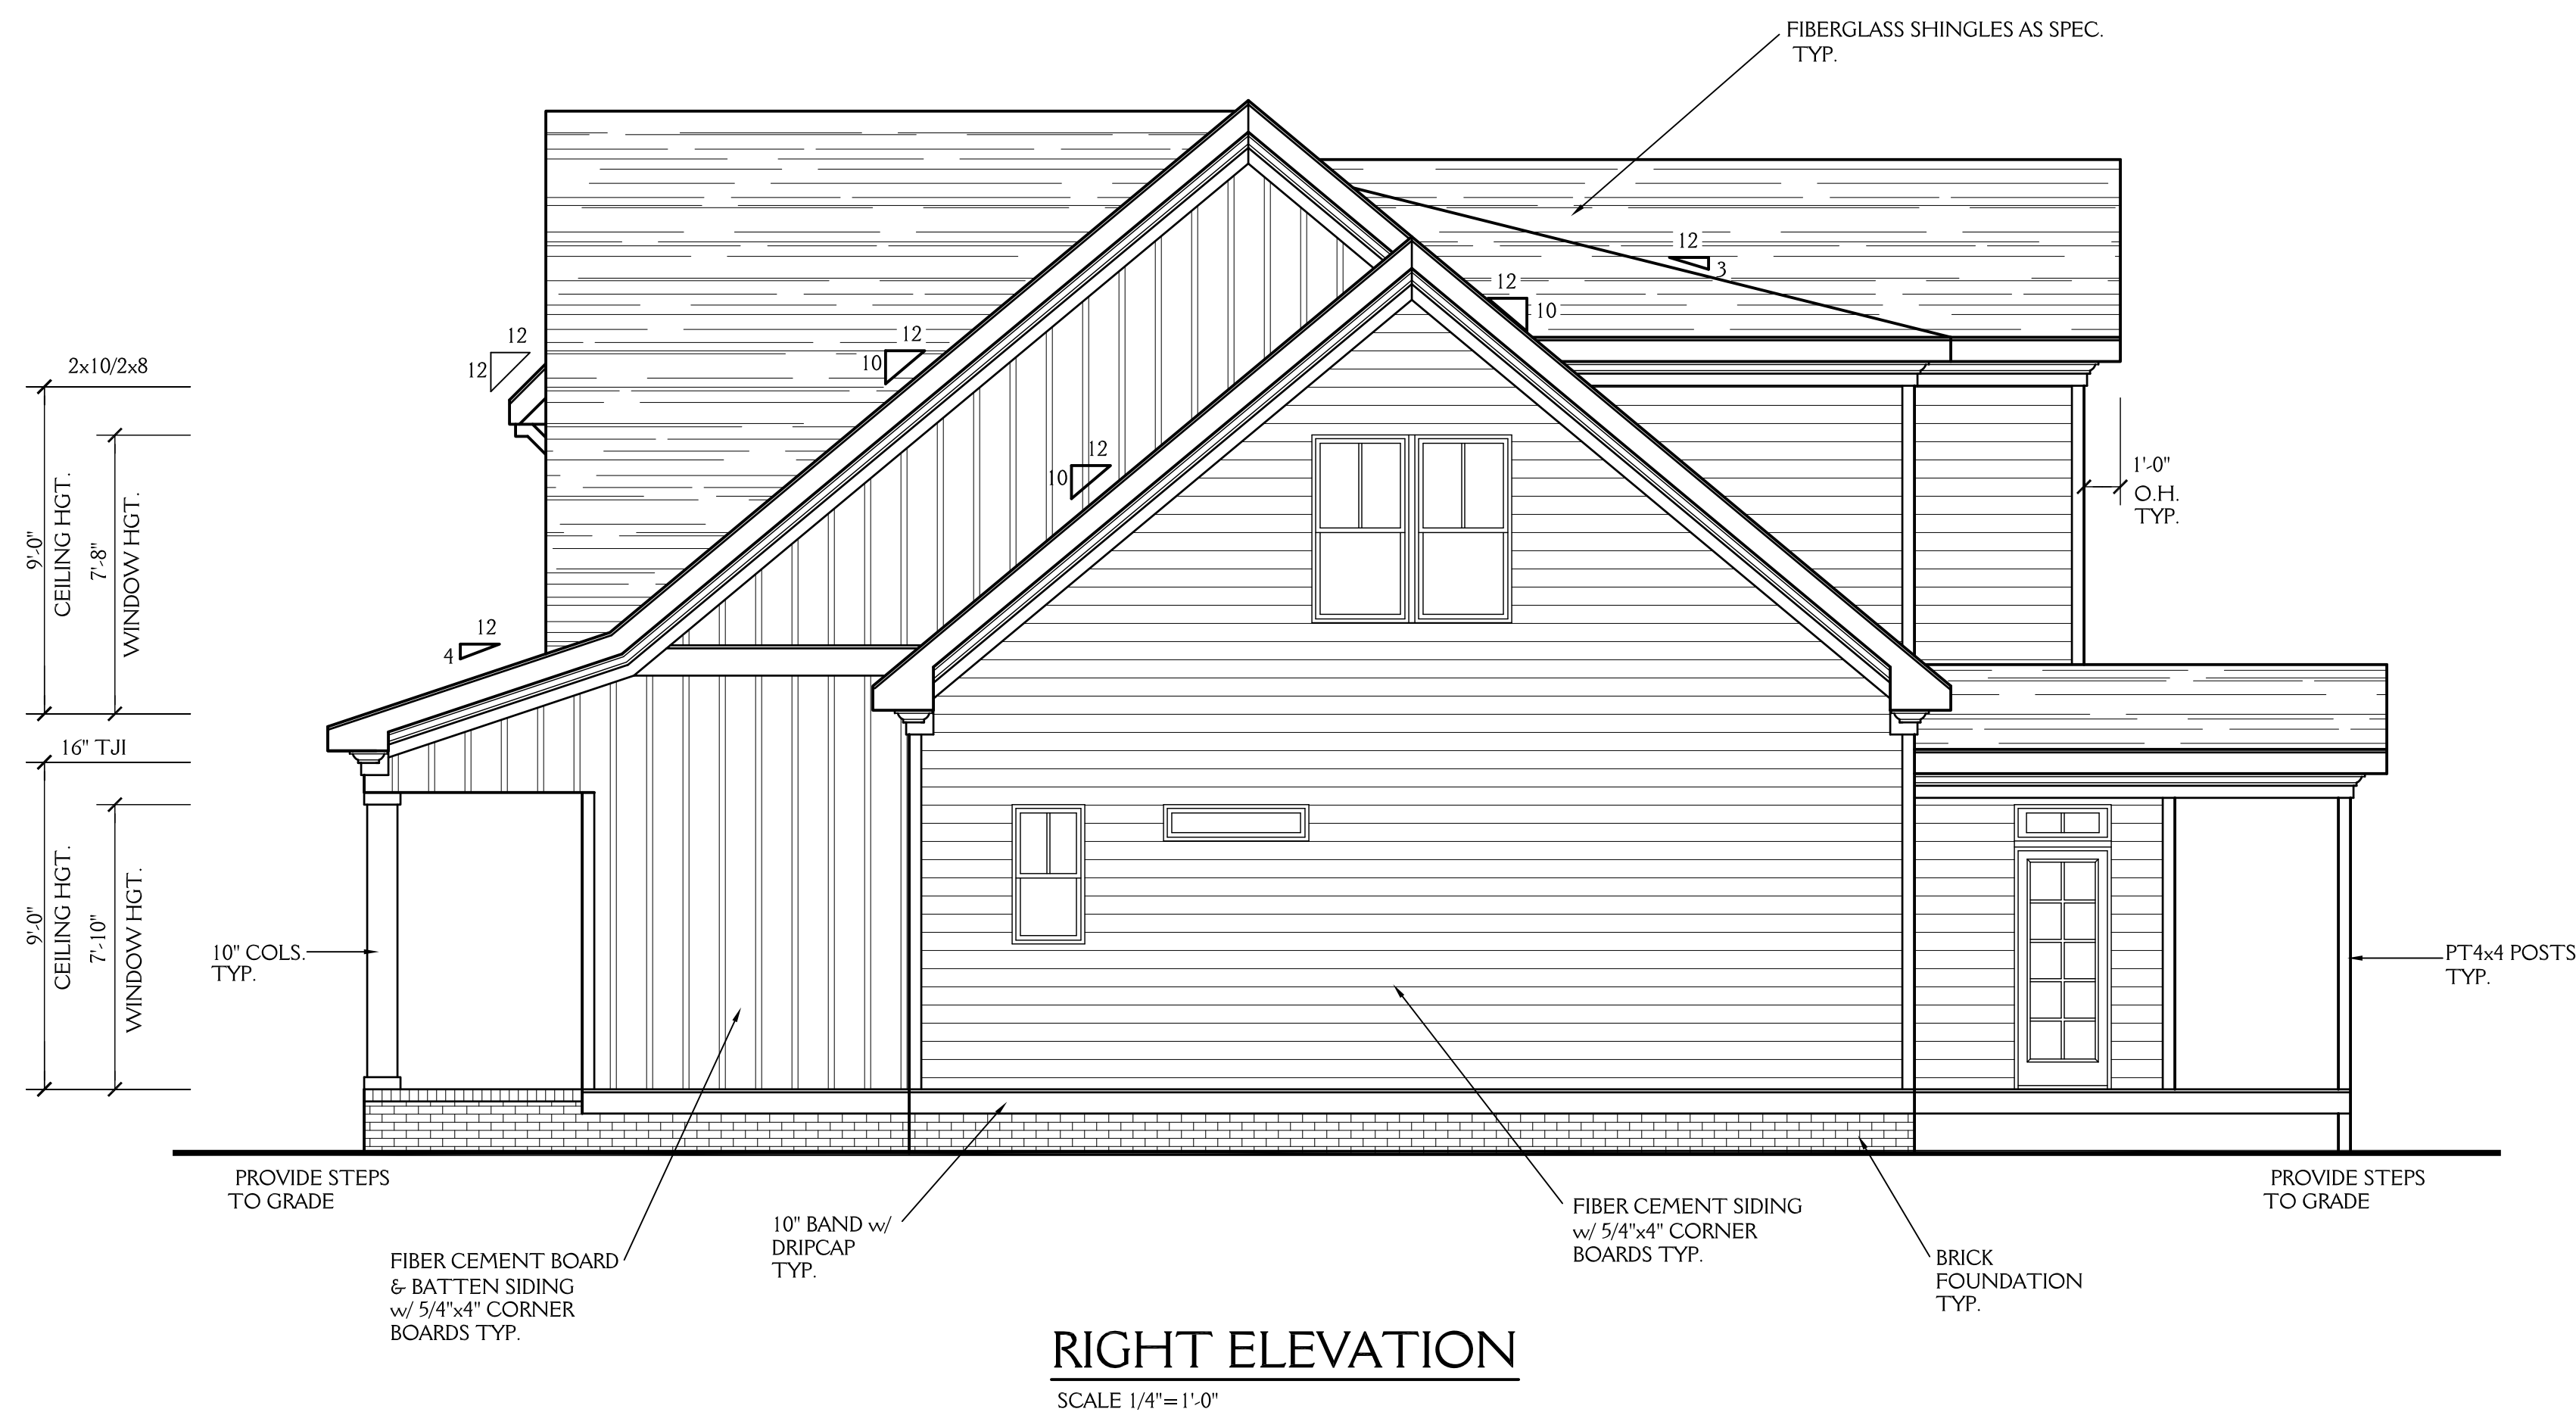 FIBERGLASS SHINGLES AS SPEC.
TYP.
12
3
12
10
12
12
12
10
2x10/2x8
12
10
1'-0"
O.H.
TYP.
9'-0"
CEILING HGT.
7'-8"
WINDOW HGT.
12
4
16" TJI
9'-0"
CEILING HGT.
7'-10"
WINDOW HGT.
10" COLS.
TYP.
PT4x4 POSTS
TYP.
PROVIDE STEPS
TO GRADE
PROVIDE STEPS
TO GRADE
FIBER CEMENT BOARD
& BATTEN SIDING
w/ 5/4"x4" CORNER
BOARDS TYP.
10" BAND w/
DRIPCAP
TYP.
FIBER CEMENT SIDING
w/ 5/4"x4" CORNER
BOARDS TYP.
BRICK
FOUNDATION
TYP.
RIGHT ELEVATION
SCALE 1/4"=1'-0"